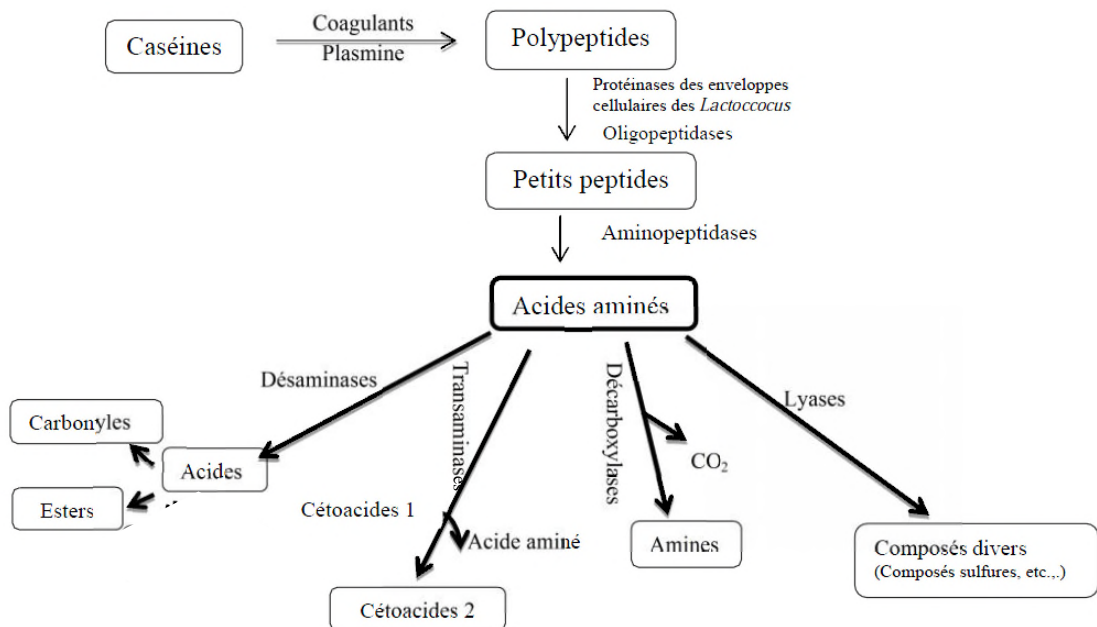 Caséines
Coagulants
Plasmine
Polypeptides
Protéinases des enveloppes
cellulaires des Lactoccocus
Oligopeptidases
Petits peptides
Aminopeptidases
Acides aminés
Désaminases
Transaminases
Décarboxylases
Lyases
Carbonyles
Acides
Esters
CO₂
Cétoacides 1
Acide aminé
Amines
Composés divers
(Composés sulfures, etc.,.)
Cétoacides 2